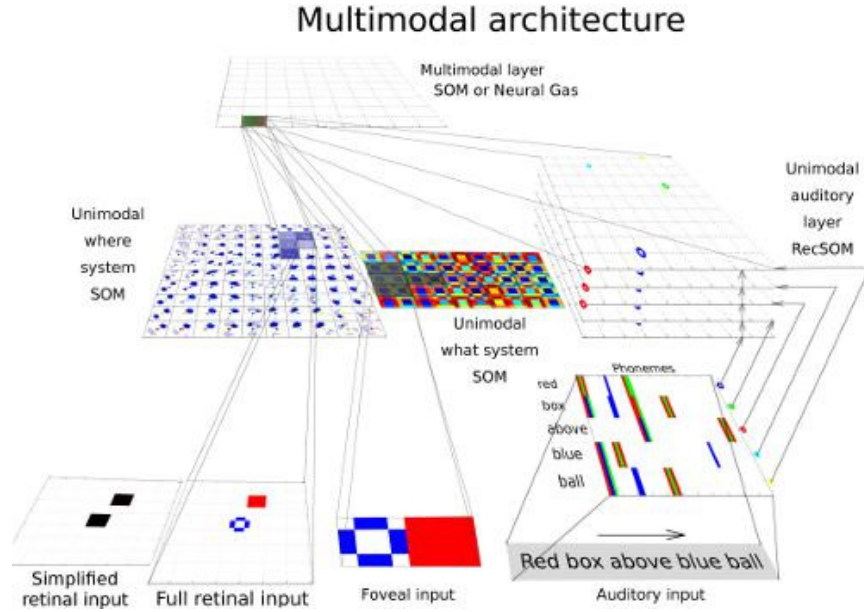 Multimodal architecture
Multimodal layer
SOM or Neural Gas
Unimodal
where
system
SOM
Unimodal
what system
SOM
Unimodal
auditory
layer
RecSOM
Phonemes
red
box
above
blue
ball
Red box above blue ball
Simplified
retinal input
Full retinal input
Foveal input
Auditory input